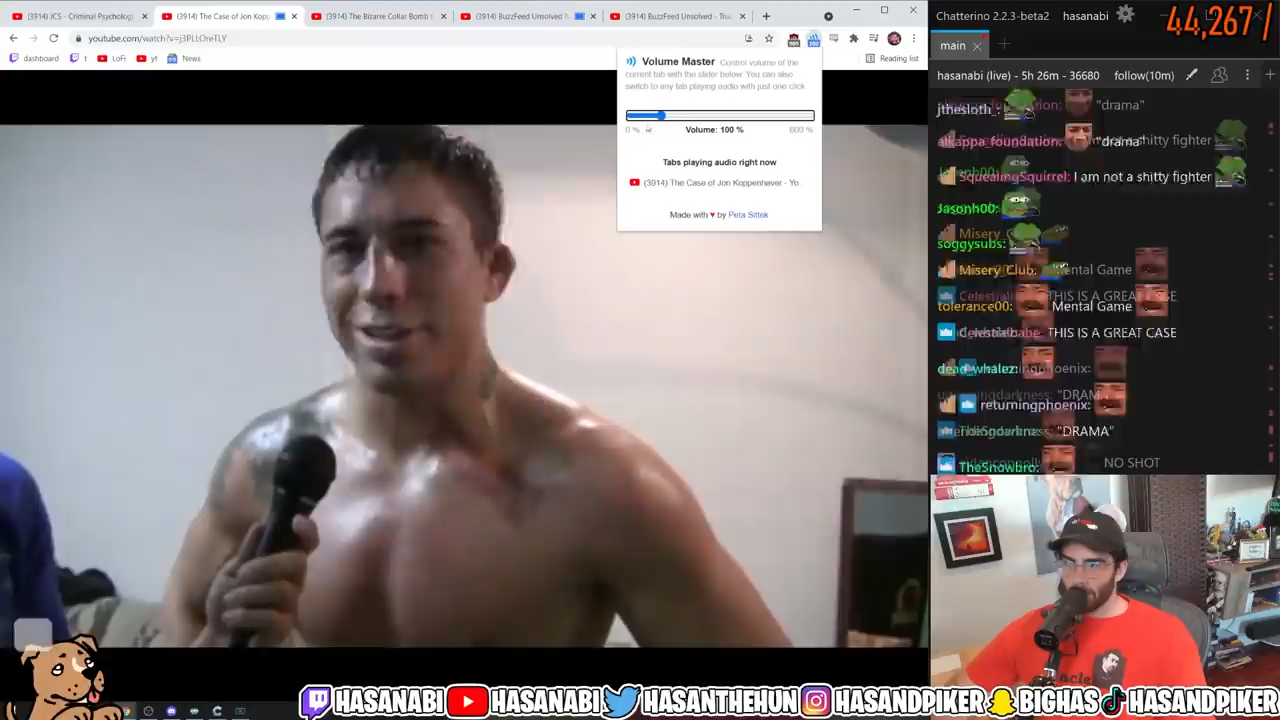 (3914) JCS - Criminal Psycholog
(3914) The Case of Jon Kopp
(3914) The Bizarre Collar Bomb
(3914) BuzzFeed Unsolved
(3914) BuzzFeed Unsolved - Tru
youtube.com/watch?v=j3PLLOreTLY
dashboard
t
LoFi
yt
News
Reading list
Volume Master Control volume of the
current tab with the slider below. You can also
switch to any tab playing audio with just one click
0 %
Volume: 100 %
600 %
Tabs playing audio right now
(3914) The Case of Jon Koppenhaver - Yo...
Made with ♥ by Peta Sittek
Chatterino 2.2.3-beta2
hasanabi
44,267 /
main
hasanabi (live) - 5h 26m - 36680
follow(10m)
jthesloth_:
"drama"
alkappa_foundation: "drama"
SquealingSquirrel: I am not a shitty fighter
Jasonh00:
soggysubs:
Misery_Club:
Mental Game
tolerance00: Mental Game
THIS IS A GREAT CASE
THIS IS A GREAT CASE
dead_whalez:
returningphoenix:
"DRAMA"
TheSnowbro:
NO SHOT
HASANABI
HASANABI
HASANTHEHUN
HASANDPIKER
BIGHAS
HASANDPIKER